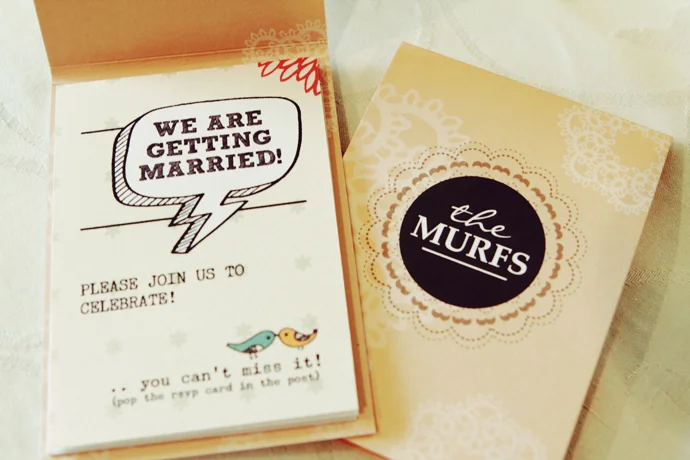 WE ARE
GETTING
MARRIED!
PLEASE JOIN US TO
CELEBRATE!
.. you can't miss it!
(pop the rsvp card in the post)
the
MURFS